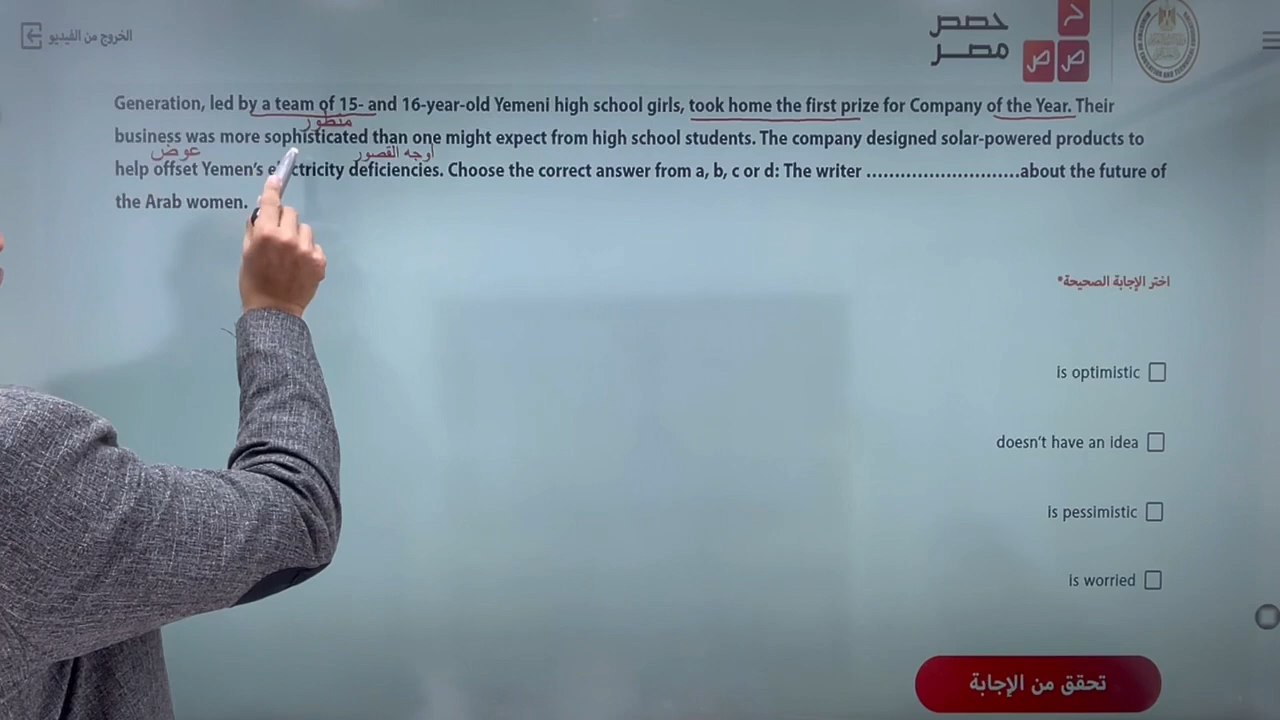 الخروج من الفيديو
حصص
مصر
ح
ص ص
Generation, led by a team of 15- and 16-year-old Yemeni high school girls, took home the first prize for Company of the Year. Their
منظور
business was more sophisticated than one might expect from high school students. The company designed solar-powered products to
عوض أوجه القصور
help offset Yemen's electricity deficiencies. Choose the correct answer from a, b, c or d: The writer ...........................about the future of
the Arab women.
اختر الإجابة الصحيحة*
is optimistic
doesn't have an idea
is pessimistic
is worried
تحقق من الإجابة